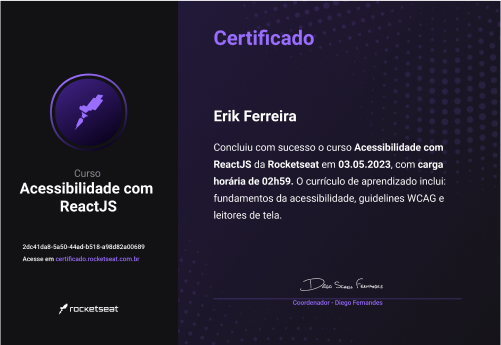 Certificado
Erik Ferreira
Concluiu com sucesso o curso Acessibilidade com
ReactJS da Rocketseat em 03.05.2023, com carga
horária de 02h59. O currículo de aprendizado inclui:
fundamentos da acessibilidade, guidelines WCAG e
leitores de tela.
Diego Schell Fernandes
Coordenador - Diego Fernandes
Curso
Acessibilidade com
ReactJS
2dc41da8-5a50-44ad-b518-a98d82a00689
Acesse em certificado.rocketseat.com.br
rocketseat